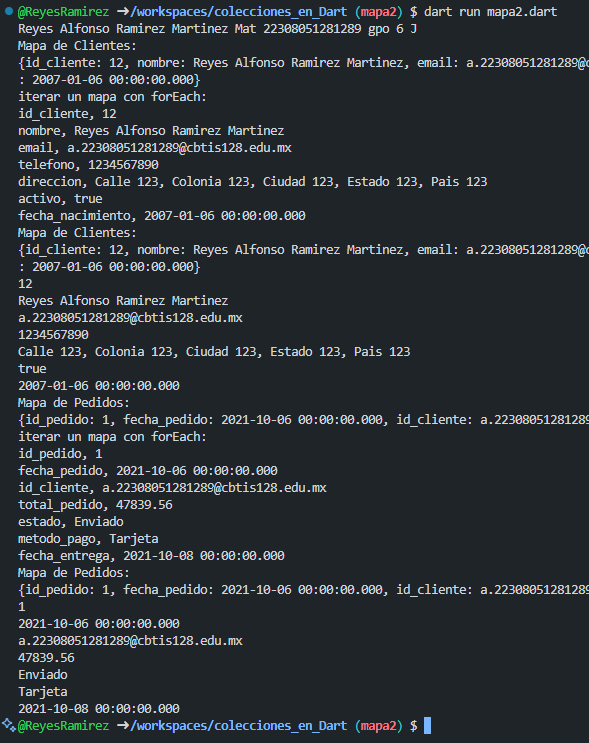 @ReyesRamirez ➜/workspaces/colecciones_en_Dart (mapa2) $ dart run mapa2.dart
Reyes Alfonso Ramirez Martinez Mat 22308051281289 gpo 6 J
Mapa de Clientes:
{id_cliente: 12, nombre: Reyes Alfonso Ramirez Martinez, email: a.22308051281289@c
: 2007-01-06 00:00:00.000}
iterar un mapa con forEach:
id_cliente, 12
nombre, Reyes Alfonso Ramirez Martinez
email, a.22308051281289@cbtis128.edu.mx
telefono, 1234567890
direccion, Calle 123, Colonia 123, Ciudad 123, Estado 123, Pais 123
activo, true
fecha_nacimiento, 2007-01-06 00:00:00.000
Mapa de Clientes:
{id_cliente: 12, nombre: Reyes Alfonso Ramirez Martinez, email: a.22308051281289@c
: 2007-01-06 00:00:00.000}
12
Reyes Alfonso Ramirez Martinez
a.22308051281289@cbtis128.edu.mx
1234567890
Calle 123, Colonia 123, Ciudad 123, Estado 123, Pais 123
true
2007-01-06 00:00:00.000
Mapa de Pedidos:
{id_pedido: 1, fecha_pedido: 2021-10-06 00:00:00.000, id_cliente: a.22308051289
iterar un mapa con forEach:
id_pedido, 1
fecha_pedido, 2021-10-06 00:00:00.000
id_cliente, a.22308051281289@cbtis128.edu.mx
total_pedido, 47839.56
estado, Enviado
metodo_pago, Tarjeta
fecha_entrega, 2021-10-08 00:00:00.000
Mapa de Pedidos:
{id_pedido: 1, fecha_pedido: 2021-10-06 00:00:00.000, id_cliente: a.22308051281289
1
2021-10-06 00:00:00.000
a.22308051281289@cbtis128.edu.mx
47839.56
Enviado
Tarjeta
2021-10-08 00:00:00.000
@ReyesRamirez ➜/workspaces/colecciones_en_Dart (mapa2) $